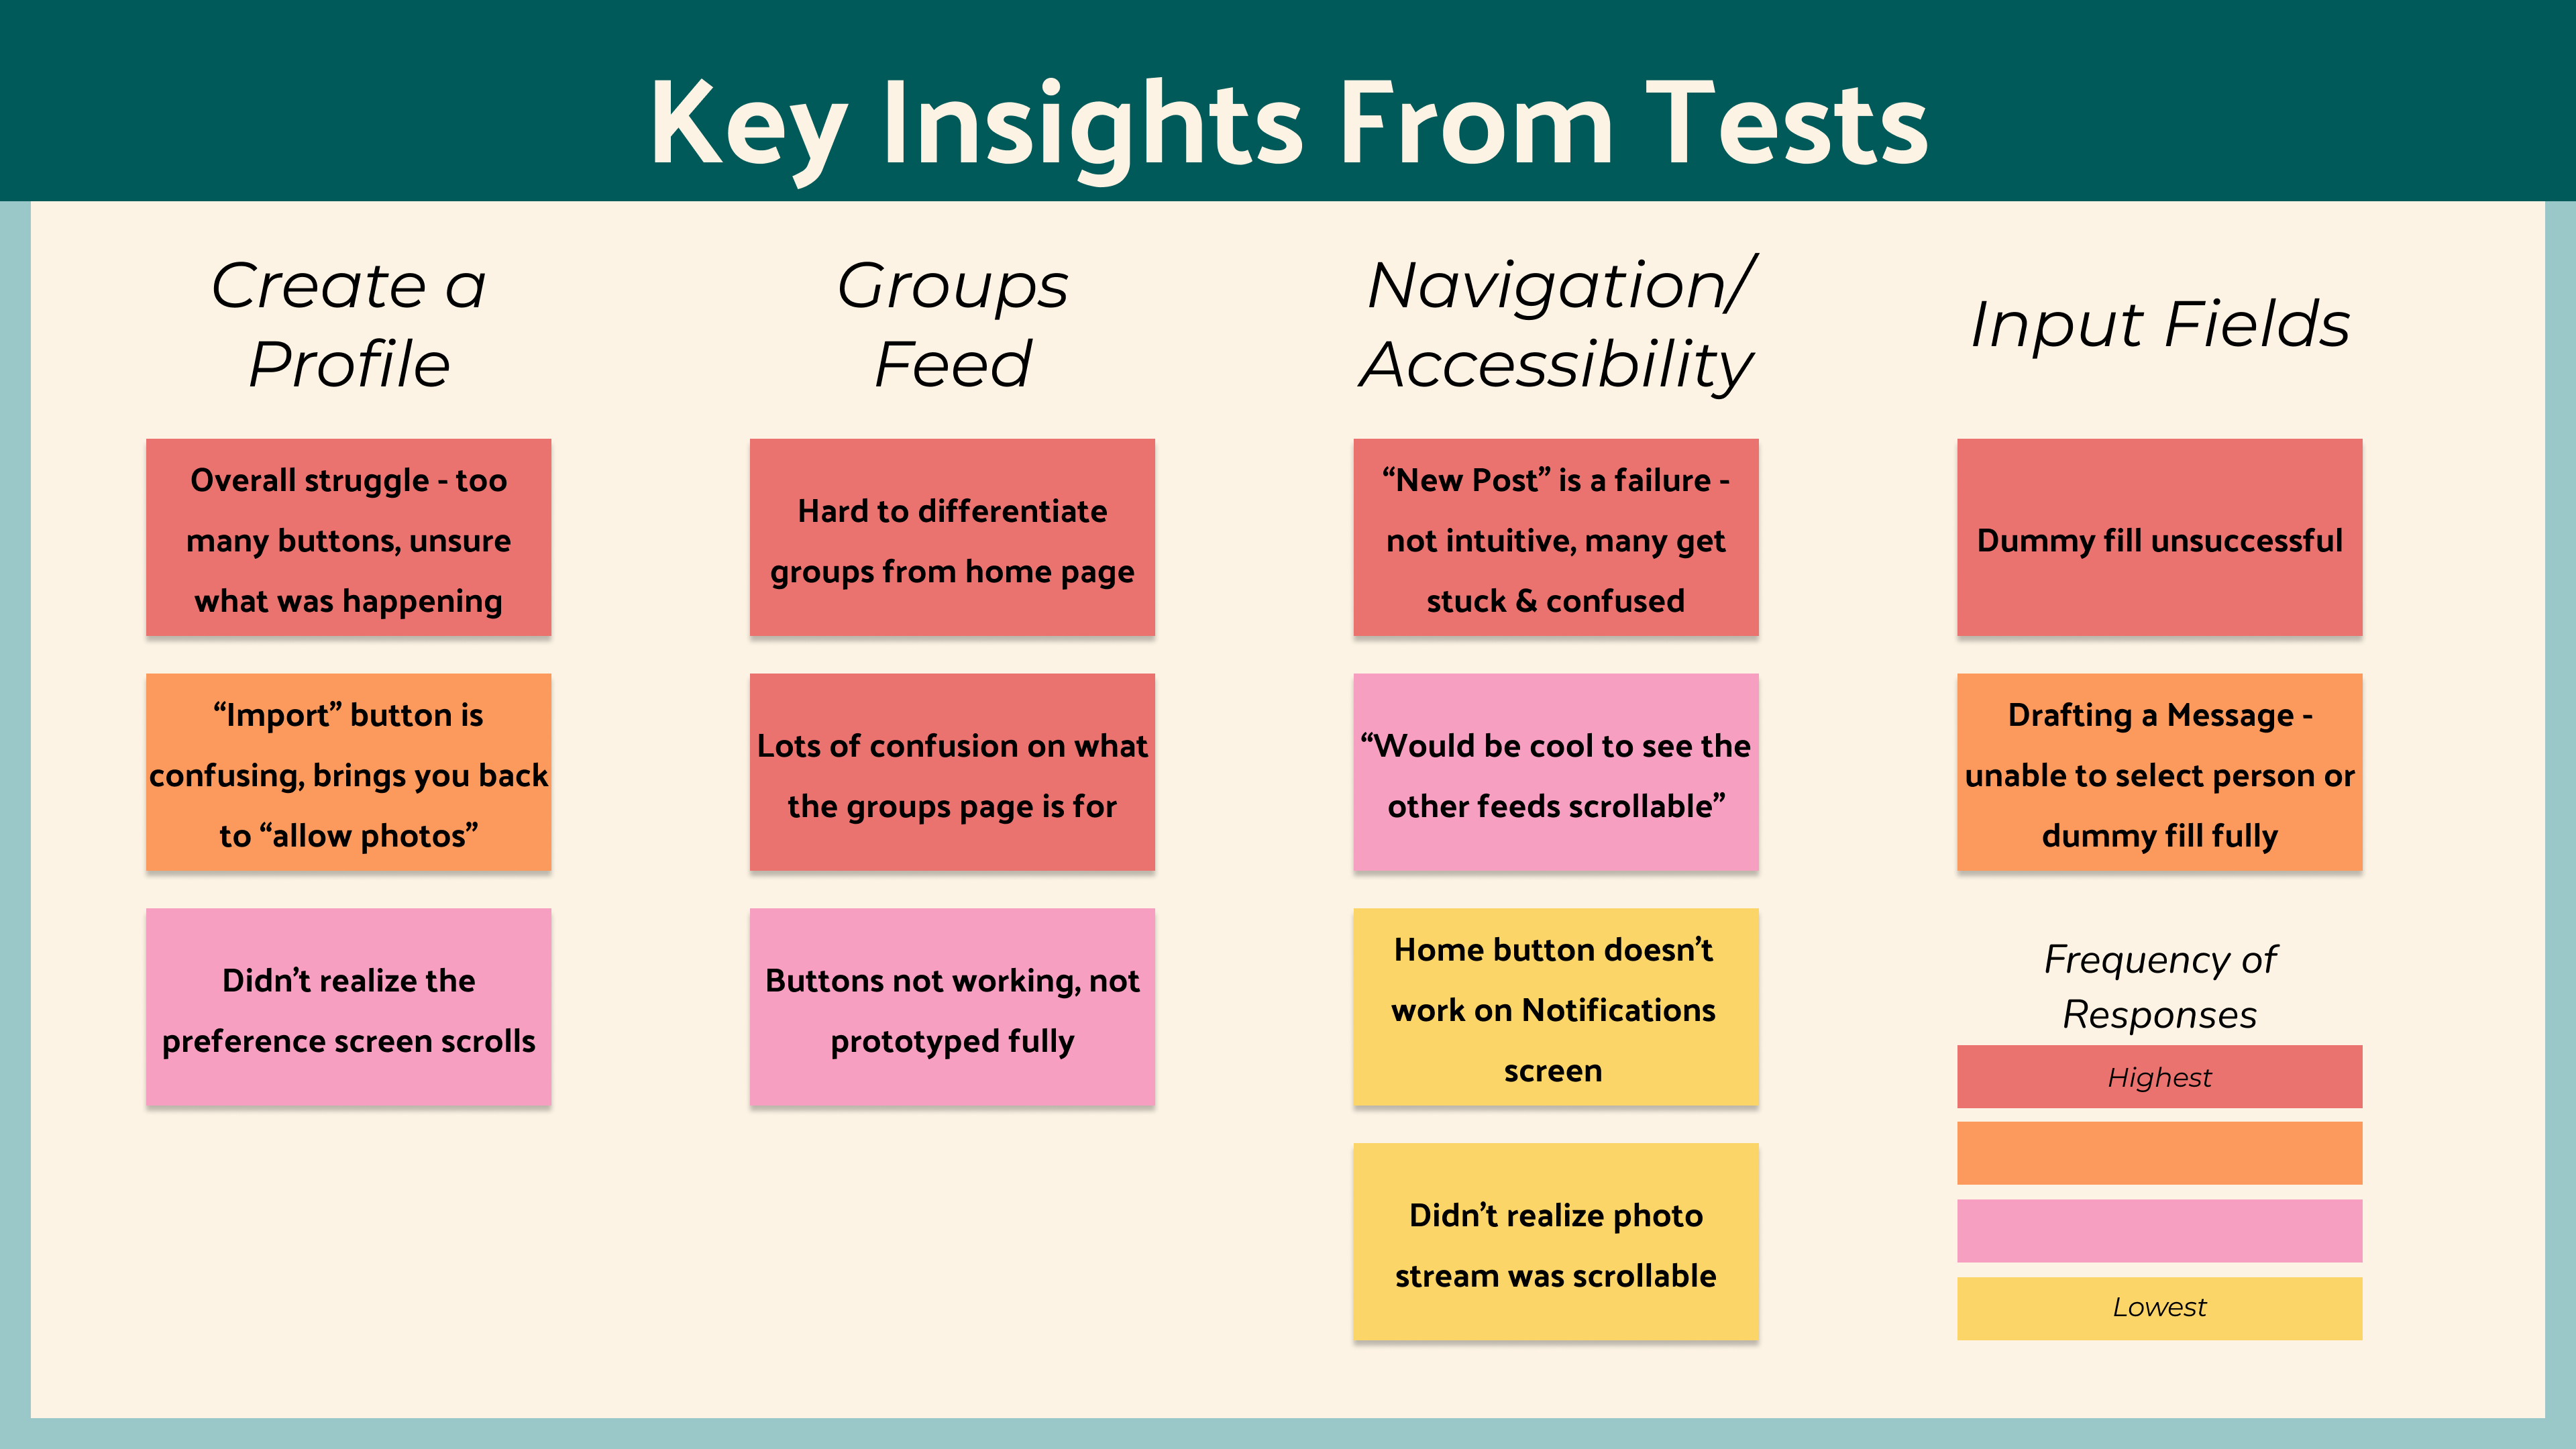 Key Insights From Tests
Create a
Profile
Overall struggle - too
many buttons, unsure
what was happening
“Import” button is
confusing, brings you back
to “allow photos”
Didn’t realize the
preference screen scrolls
Groups
Feed
Hard to differentiate
groups from home page
Lots of confusion on what
the groups page is for
Buttons not working, not
prototyped fully
Navigation/
Accessibility
“New Post” is a failure -
not intuitive, many get
stuck & confused
“Would be cool to see the
other feeds scrollable”
Home button doesn’t
work on Notifications
screen
Didn’t realize photo
stream was scrollable
Input Fields
Dummy fill unsuccessful
Drafting a Message -
unable to select person or
dummy fill fully
Frequency of
Responses
Highest
Lowest